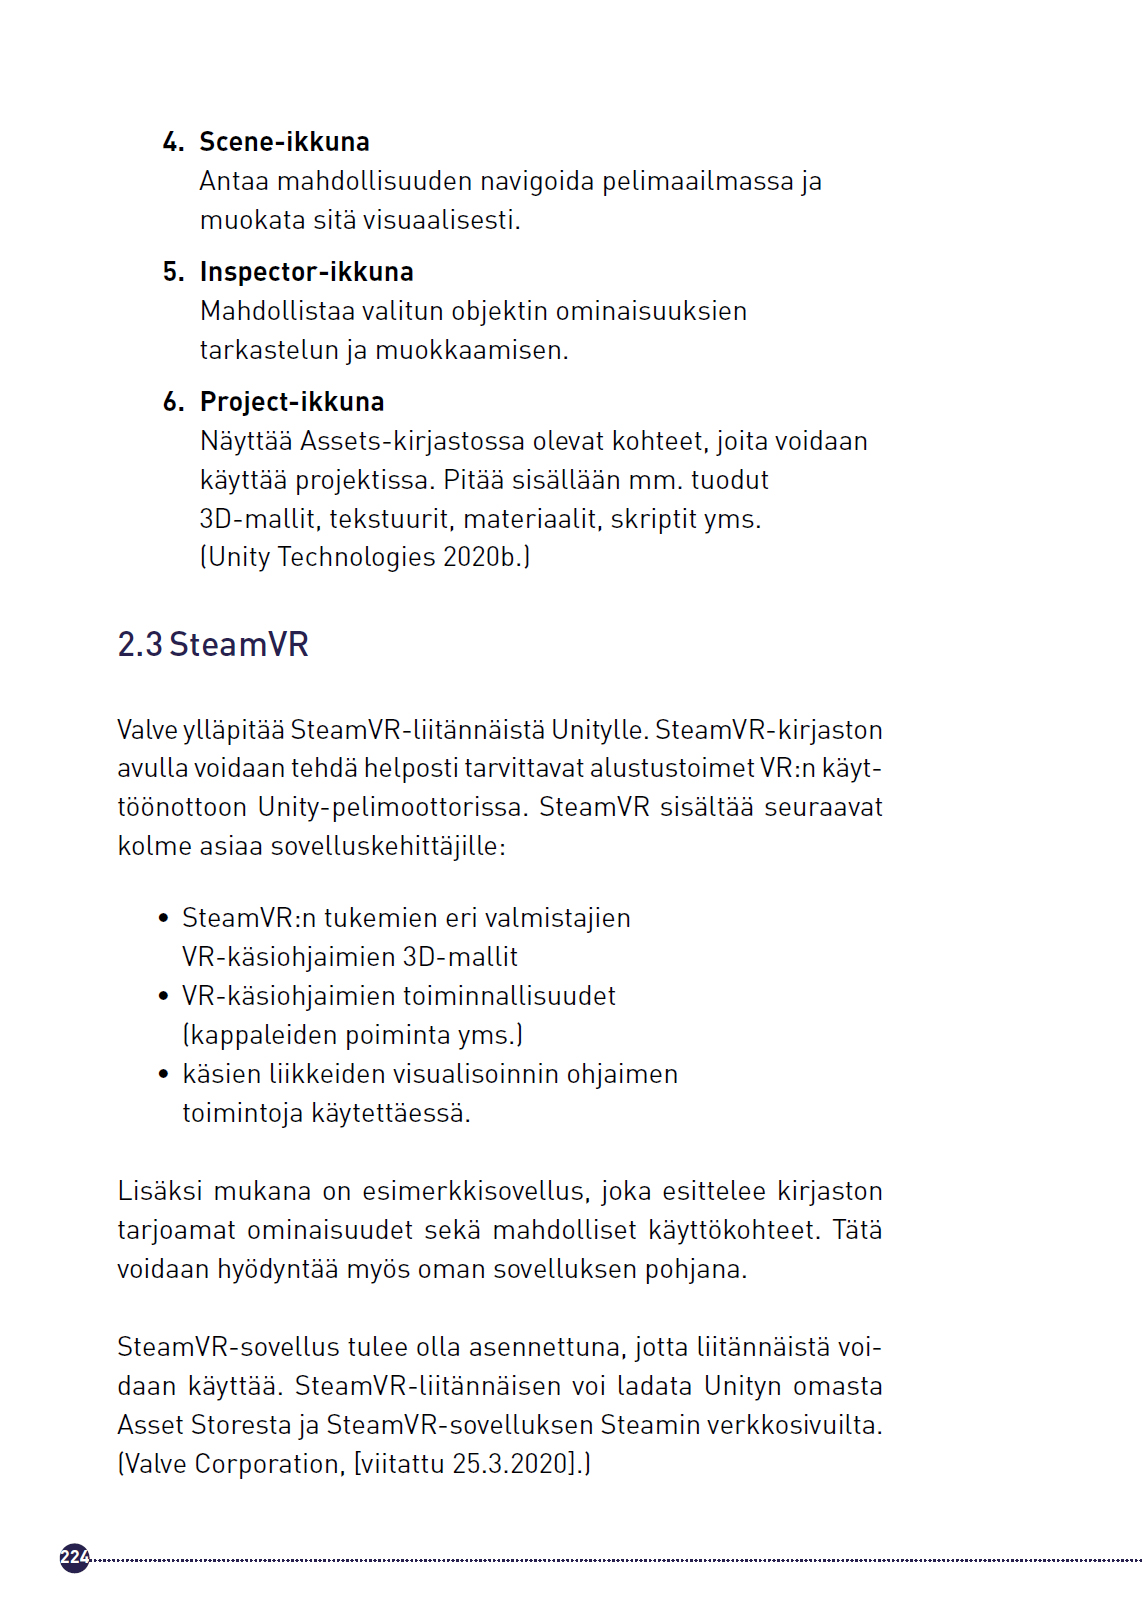 4. Scene-ikkuna
Antaa mahdollisuuden navigoida pelimaailmassa ja
muokata sitä visuaalisesti.
5. Inspector-ikkuna
Mahdollistaa valitun objektin ominaisuuksien
tarkastelun ja muokkaamisen.
6. Project-ikkuna
Näyttää Assets-kirjastossa olevat kohteet, joita voidaan
käyttää projektissa. Pitää sisällään mm. tuodut
3D-mallit, tekstuurit, materiaalit, skriptit yms.
(Unity Technologies 2020b.)
2.3 SteamVR
Valve ylläpitää SteamVR-liitännäistä Unitylle. SteamVR-kirjaston
avulla voidaan tehdä helposti tarvittavat alustustoimet VR:n käyt-
töönottoon Unity-pelimoottorissa. SteamVR sisältää seuraavat
kolme asiaa sovelluskehittäjille:
• SteamVR:n tukemien eri valmistajien
VR-käsiohjaimien 3D-mallit
• VR-käsiohjaimien toiminnallisuudet
(kappaleiden poiminta yms.)
• käsien liikkeiden visualisoinnin ohjaimen
toimintoja käytettäessä.
Lisäksi mukana on esimerkkisovellus, joka esittelee kirjaston
tarjoamat ominaisuudet sekä mahdolliset käyttökohteet. Tätä
voidaan hyödyntää myös oman sovelluksen pohjana.
SteamVR-sovellus tulee olla asennettuna, jotta liitännäistä voi-
daan käyttää. SteamVR-liitännäisen voi ladata Unityn omasta
Asset Storesta ja SteamVR-sovelluksen Steamin verkkosivuilta.
(Valve Corporation, [viitattu 25.3.2020].)
224